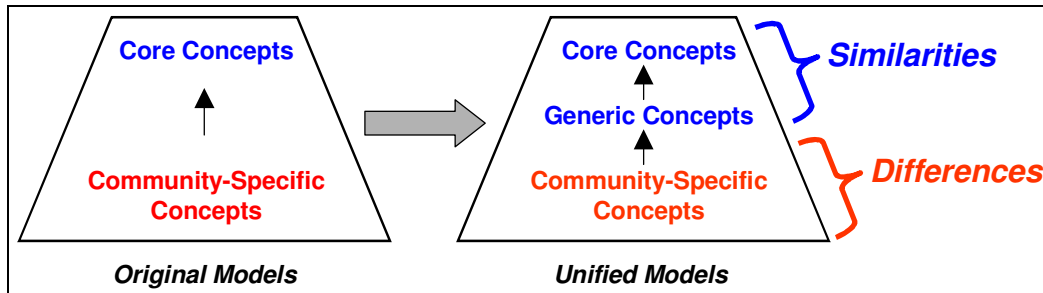 Core Concepts
Community-Specific
Concepts
Original Models
Core Concepts
Generic Concepts
Community-Specific
Concepts
Unified Models
Similarities
Differences